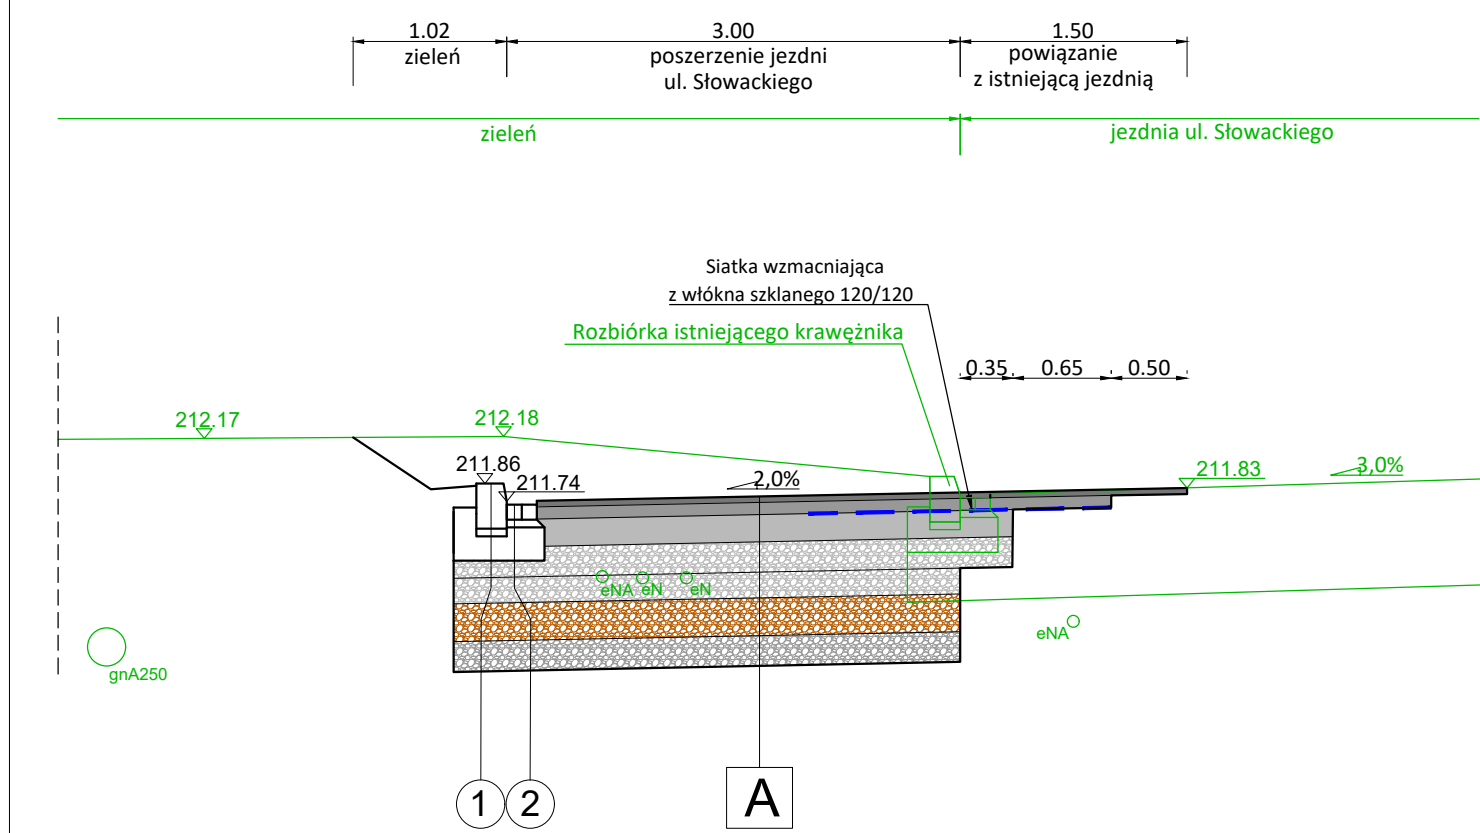 1.02
3.00
1.50
zieleń
poszerzenie jezdni
ul. Słowackiego
powiązanie
z istniejącą jezdnią
zieleń
jezdnia ul. Słowackiego
Siatka wzmacniająca
z włókna szklanego 120/120
Rozbiórka istniejącego krawężnika
0.35
0.65
0.50
212.17
212.18
211.86
211.74
2,0%
211.83
3,0%
eNA
eN
eN
eNA
gnA250
1
2
A